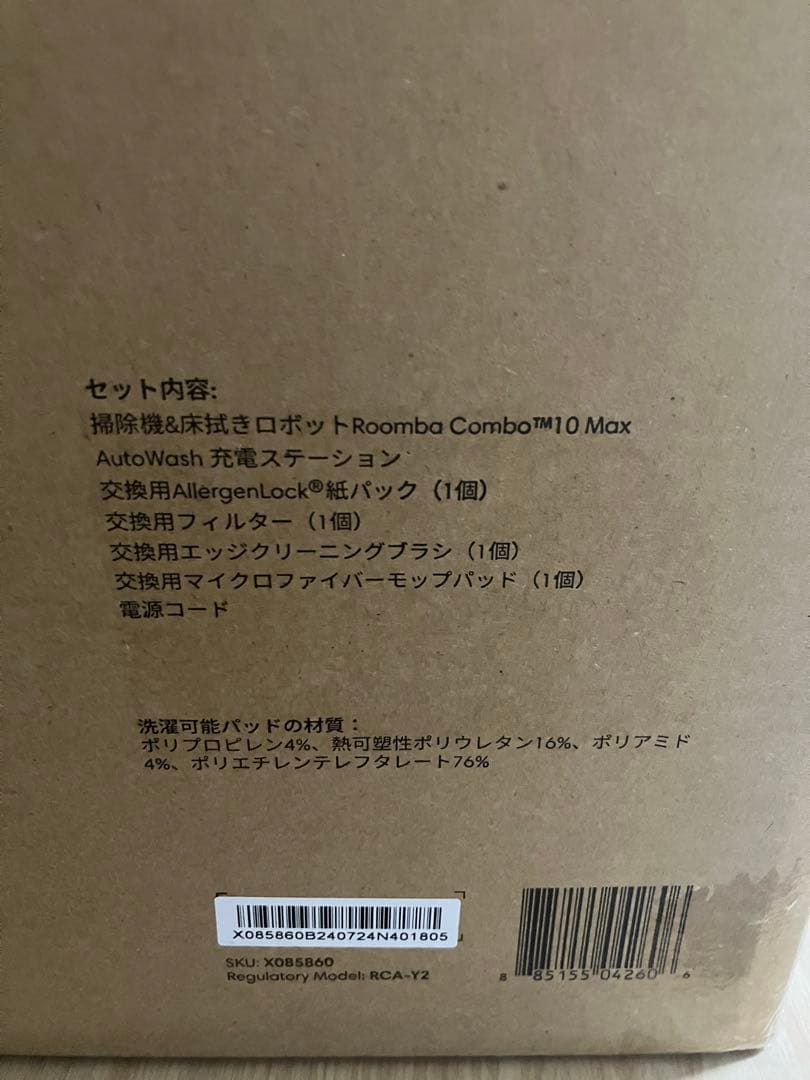 セット内容:
掃除機&床拭きロボットRoomba Combo™10 Max
AutoWash 充電ステーション
交換用AllergenLock®紙パック（1個）
交換用フィルター（1個）
交換用エッジクリーニングブラシ（1個）
交換用マイクロファイバーモップパッド（1個）
電源コード
洗濯可能パッドの材質：
ポリプロピレン4%、熱可塑性ポリウレタン16%、ポリアミド
4%、ポリエチレンテレフタレート76%
X085860B240724N401805
SKU: X085860
Regulatory Model: RCA-Y2
8 85155 04260 6